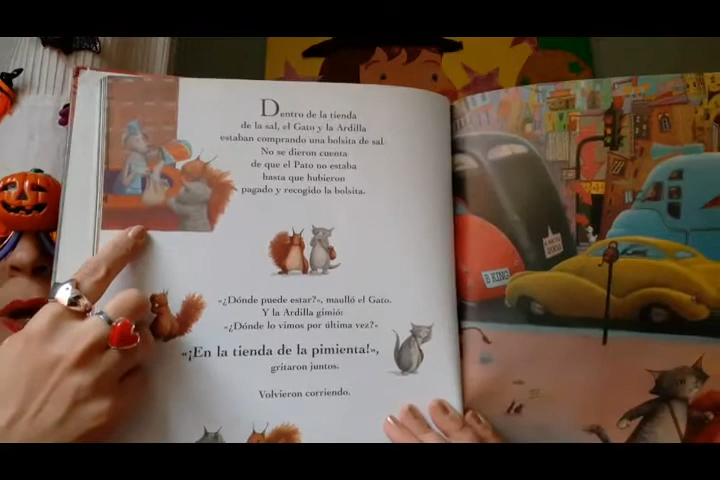 Dentro de la tienda
de la sal, el Gato y la Ardilla
estaban comprando una bolsita de sal.
No se dieron cuenta
de que el Pato no estaba
hasta que hubieron
pagado y recogido la bolsita.
«¿Dónde puede estar?», maulló el Gato.
Y la Ardilla gimió:
«¿Dónde lo vimos por última vez?»
«¡En la tienda de la pimienta!»,
gritaron juntos.
Volvieron corriendo.
B KING